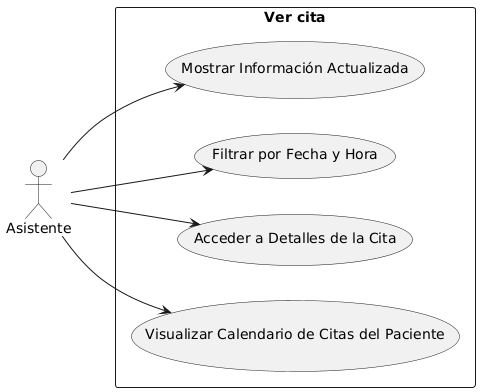 Ver cita
Mostrar Información Actualizada
Filtrar por Fecha y Hora
Asistente
Acceder a Detalles de la Cita
Visualizar Calendario de Citas del Paciente